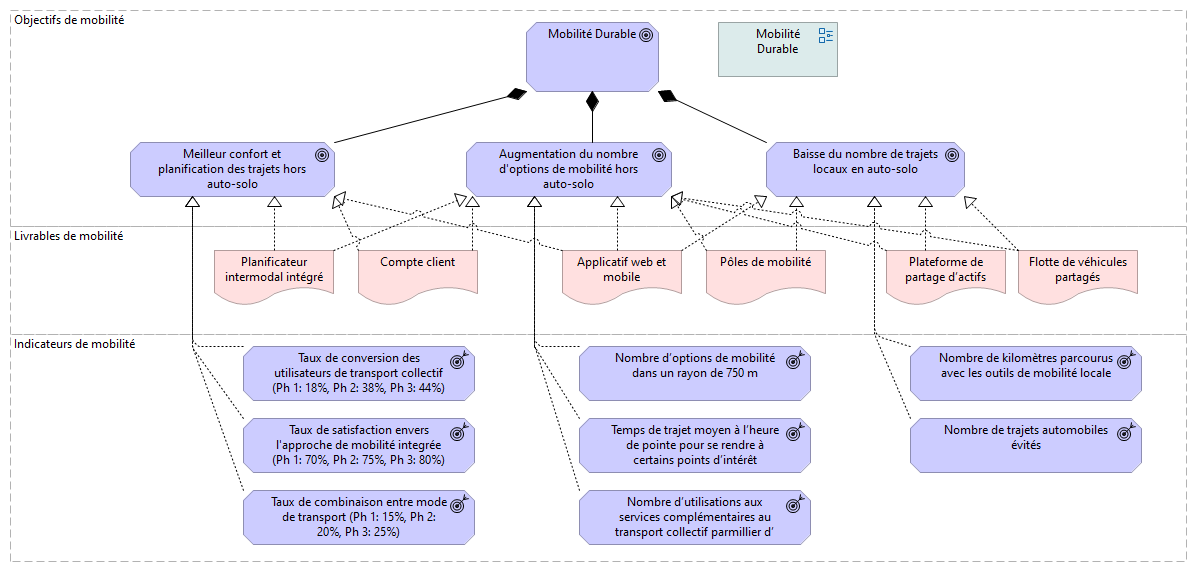 Objectifs de mobilité
Mobilité Durable
Mobilité
Durable
Meilleur confort et
planification des trajets hors
auto-solo
Augmentation du nombre
d'options de mobilité hors
auto-solo
Baisse du nombre de trajets
locaux en auto-solo
Livrables de mobilité
Planificateur
intermodal intégré
Compte client
Applicatif web et
mobile
Pôles de mobilité
Plateforme de
partage d'actifs
Flotte de véhicules
partagés
Indicateurs de mobilité
Taux de conversion des
utilisateurs de transport collectif
(Ph 1: 18%, Ph 2: 38%, Ph 3: 44%)
Nombre d'options de mobilité
dans un rayon de 750 m
Nombre de kilomètres parcourus
avec les outils de mobilité locale
Taux de satisfaction envers
l'approche de mobilité integrée
(Ph 1: 70%, Ph 2: 75%, Ph 3: 80%)
Temps de trajet moyen à l'heure
de pointe pour se rendre à
certains points d'intérêt
Nombre de trajets automobiles
évités
Taux de combinaison entre mode
de transport (Ph 1: 15%, Ph 2:
20%, Ph 3: 25%)
Nombre d'utilisations aux
services complémentaires au
transport collectif parmillier d'